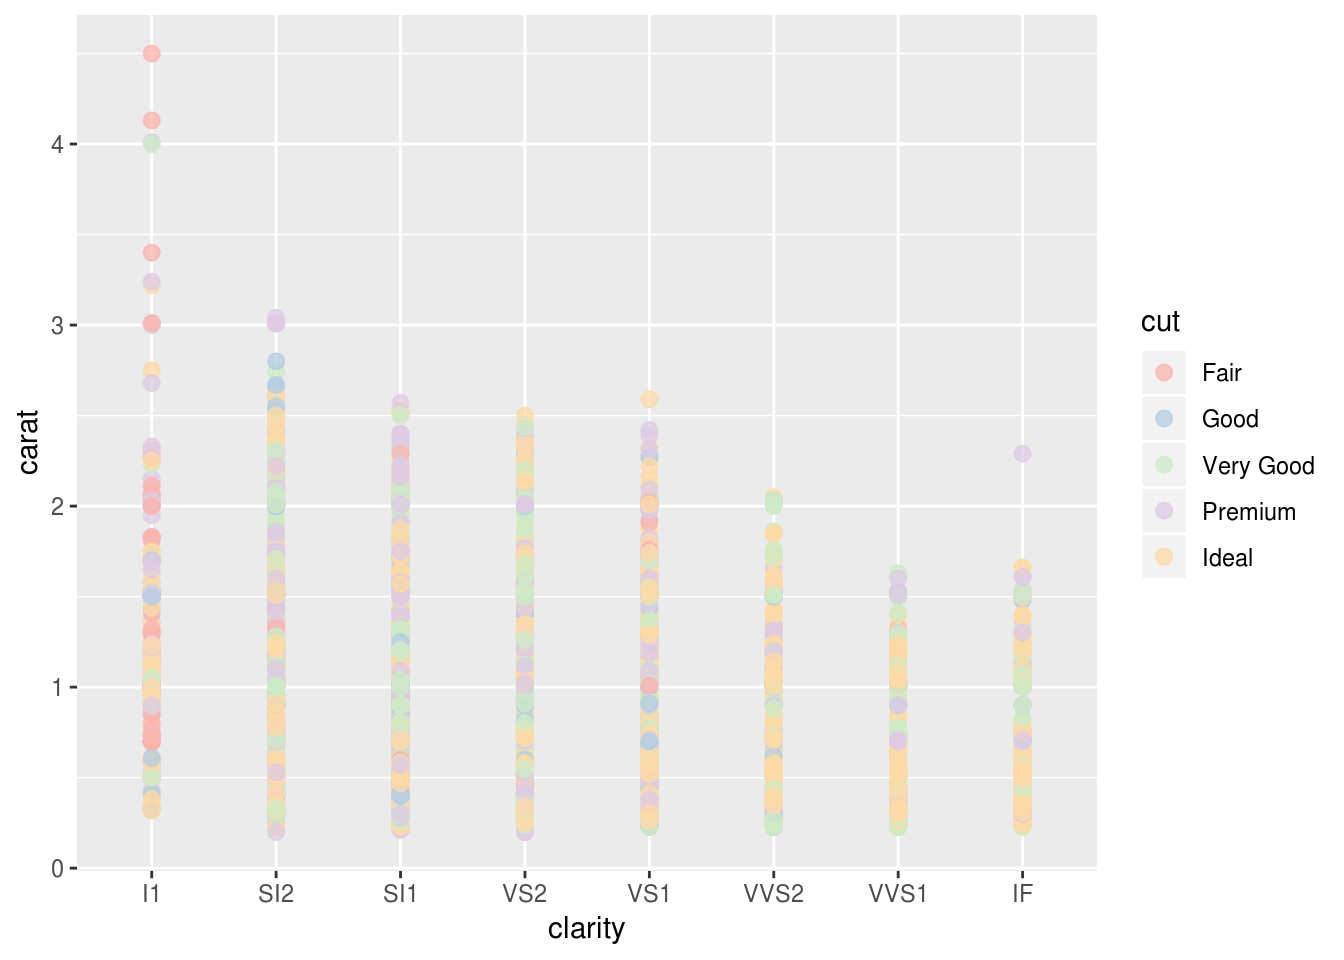 4
3
2
1
0
carat
I1 SI2 SI1 VS2 VS1 VVS2 VVS1 IF
clarity
cut
Fair
Good
Very Good
Premium
Ideal